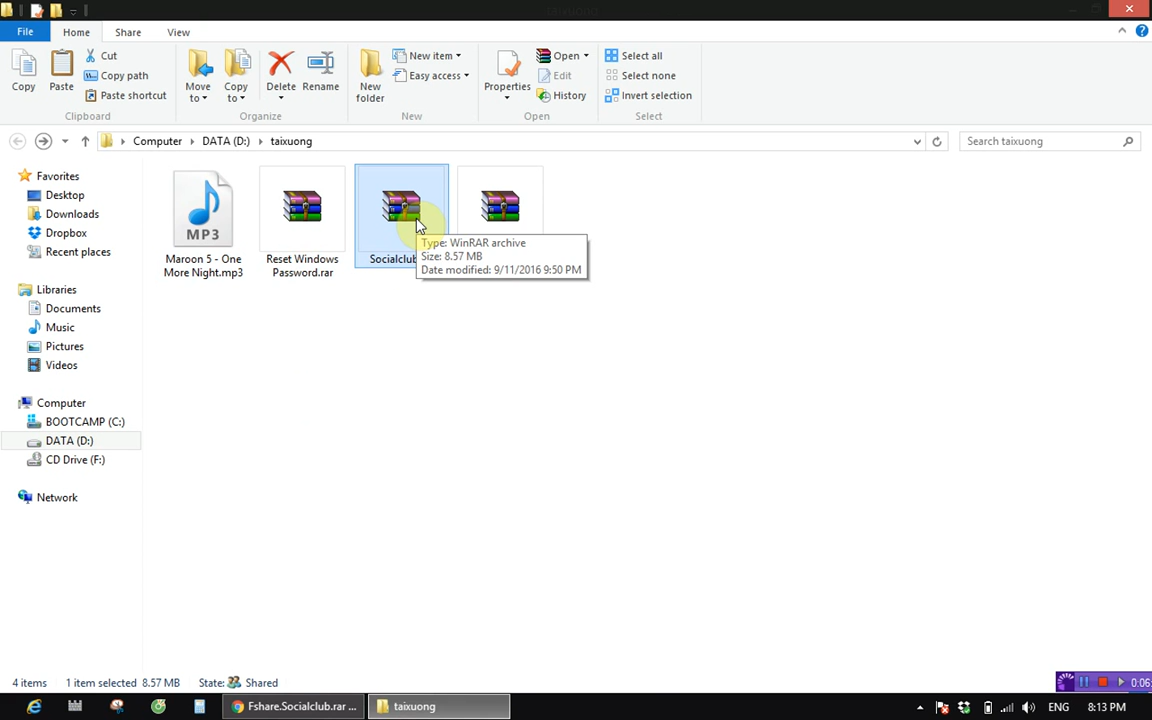 taixuong
File
Home
Share
View
Copy
Paste
Cut
Copy path
Paste shortcut
Clipboard
Move to
Copy to
Delete
Rename
Organize
New folder
New item
Easy access
New
Properties
Open
Edit
History
Open
Select all
Select none
Invert selection
Select
Computer
DATA (D:)
taixuong
Search taixuong
Favorites
Desktop
Downloads
Dropbox
Recent places
Libraries
Documents
Music
Pictures
Videos
Computer
BOOTCAMP (C:)
DATA (D:)
CD Drive (F:)
Network
MP3
Maroon 5 - One
More Night.mp3
Reset Windows
Password.rar
Socialclub
Type: WinRAR archive
Size: 8.57 MB
Date modified: 9/11/2016 9:50 PM
4 items
1 item selected 8.57 MB
State:
Shared
0:06
Fshare.Socialclub.rar ...
taixuong
ENG
8:13 PM